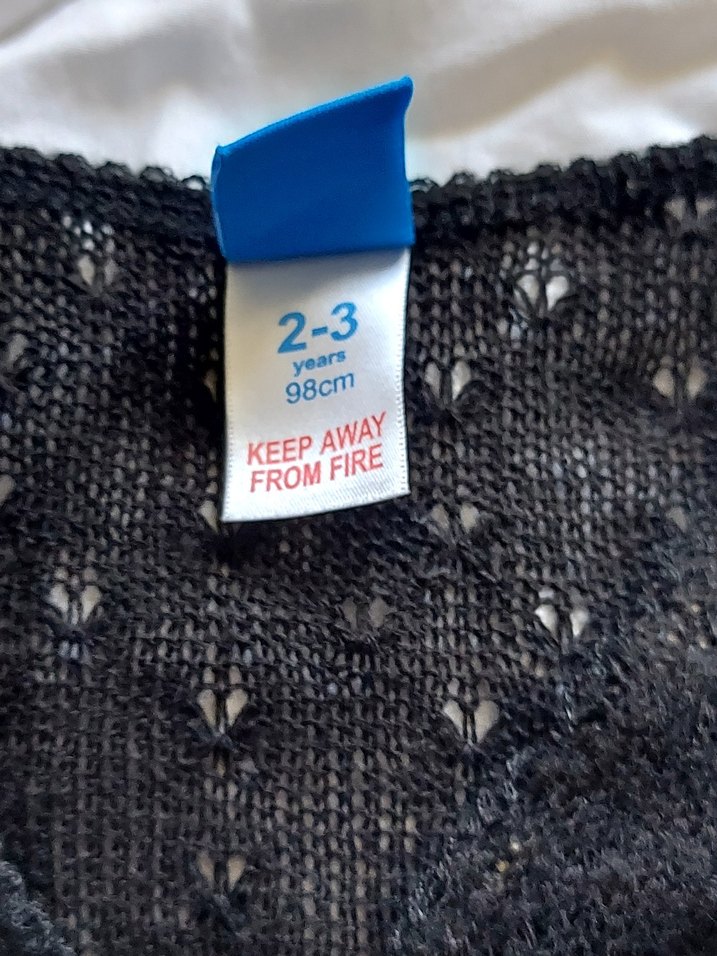 2-3
years
98cm
KEEP AWAY
FROM FIRE